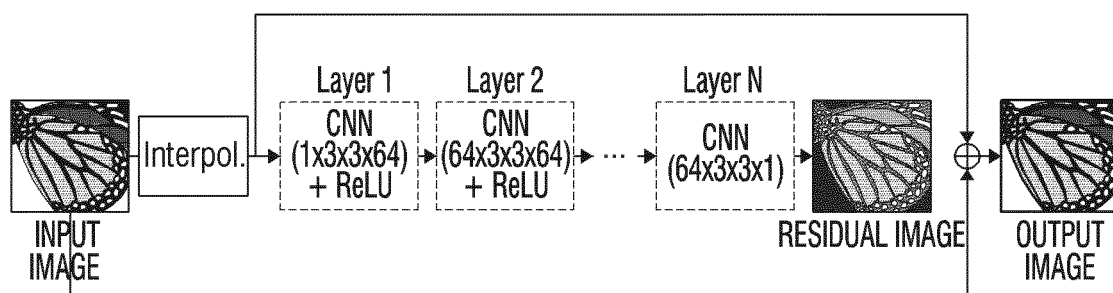 Layer 1
Layer 2
Layer N
Interpol.
CNN
(1x3x3x64)
+ ReLU
CNN
(64x3x3x64)
+ ReLU
...
CNN
(64x3x3x1)
INPUT
IMAGE
RESIDUAL IMAGE
OUTPUT
IMAGE